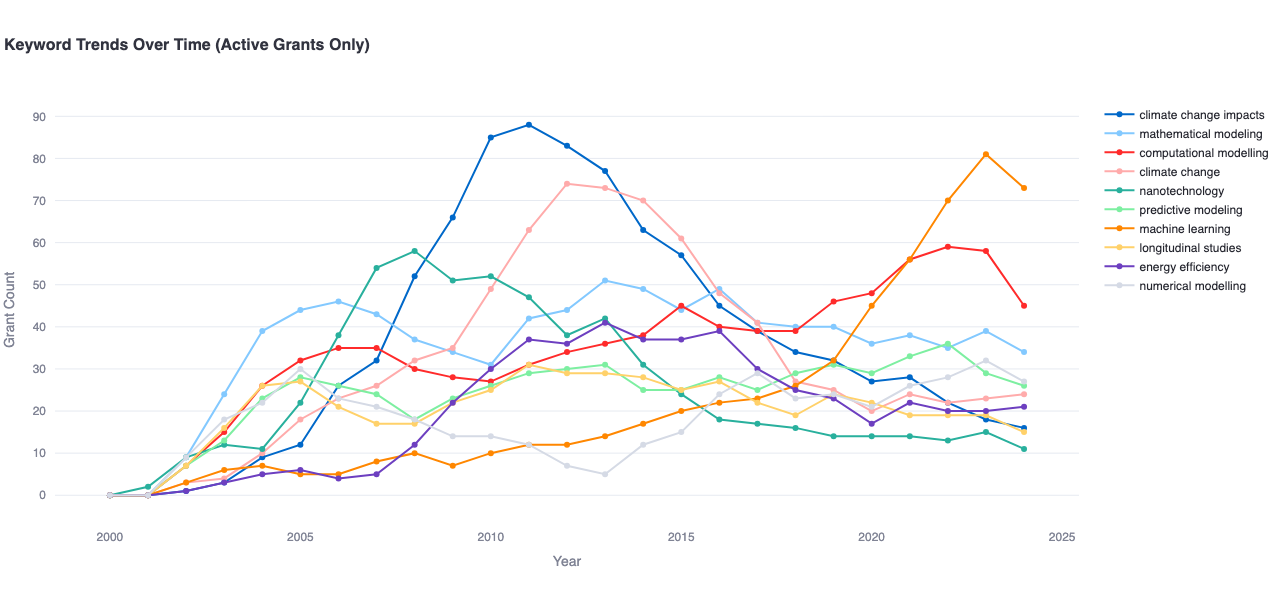 Keyword Trends Over Time (Active Grants Only)
90
80
70
60
50
40
30
20
10
0
Grant Count
2000
2005
2010
2015
2020
2025
Year
climate change impacts
mathematical modeling
computational modelling
climate change
nanotechnology
predictive modeling
machine learning
longitudinal studies
energy efficiency
numerical modelling